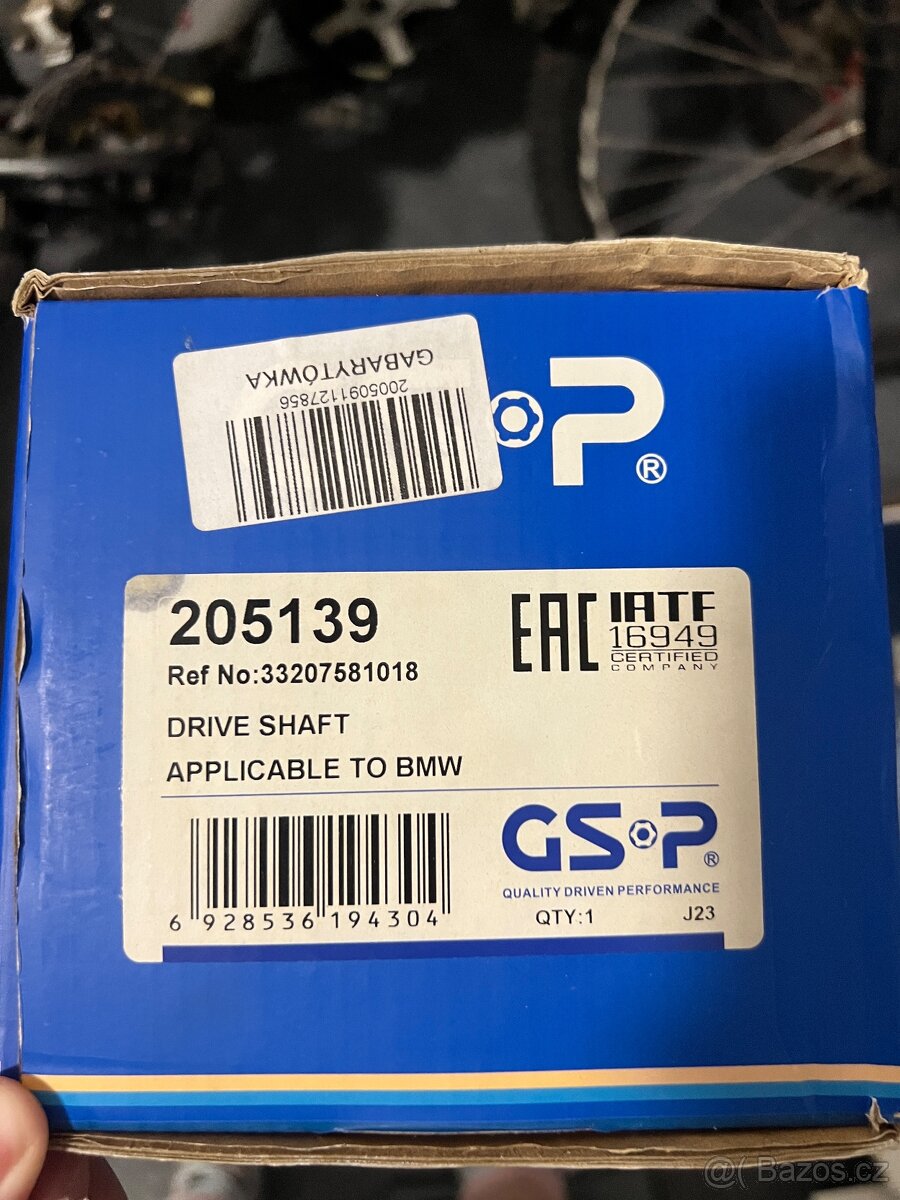 GABARYTÓWKA
2005091127856
P®
205139
Ref No:33207581018
EAC
IATF
16949
CERTIFIED
COMPANY
DRIVE SHAFT
APPLICABLE TO BMW
GSP®
QUALITY DRIVEN PERFORMANCE
6 928536 194304
QTY:1
J23
@( Bazos.cz